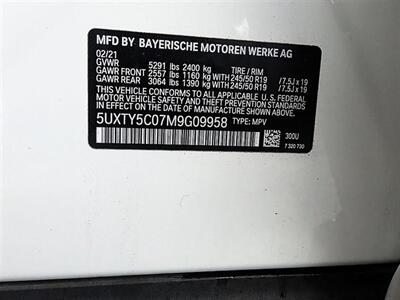 MFD BY BAYERISCHE MOTOREN WERKE AG
02/21
GVWR 5291 lbs 2400 kg TIRE / RIM
GAWR FRONT 2557 lbs 1160 kg WITH 245/50 R19 / 7.5J x 19
GAWR REAR 3064 lbs 1390 kg WITH 245/50 R19 / 7.5J x 19
THIS VEHICLE CONFORMS TO ALL APPLICABLE U.S. FEDERAL
MOTOR VEHICLE SAFETY STANDARDS IN EFFECT ON THE
DATE OF MANUFACTURE SHOWN ABOVE.
5UXTY5C07M9G09958 TYPE: MPV
300U
7 320 730